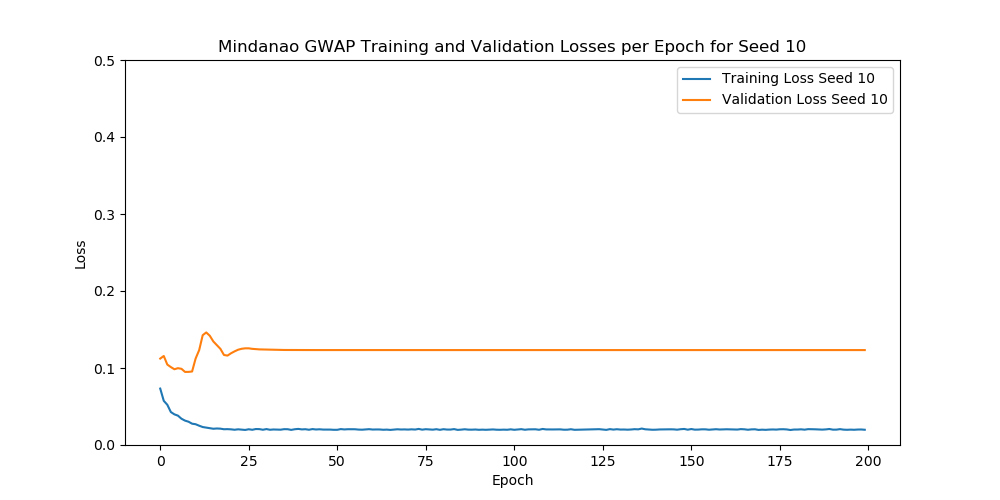 Mindanao GWAP Training and Validation Losses per Epoch for Seed 10
0.5
0.4
0.3
0.2
0.1
0.0
Loss
Training Loss Seed 10
Validation Loss Seed 10
0 25 50 75 100 125 150 175 200
Epoch